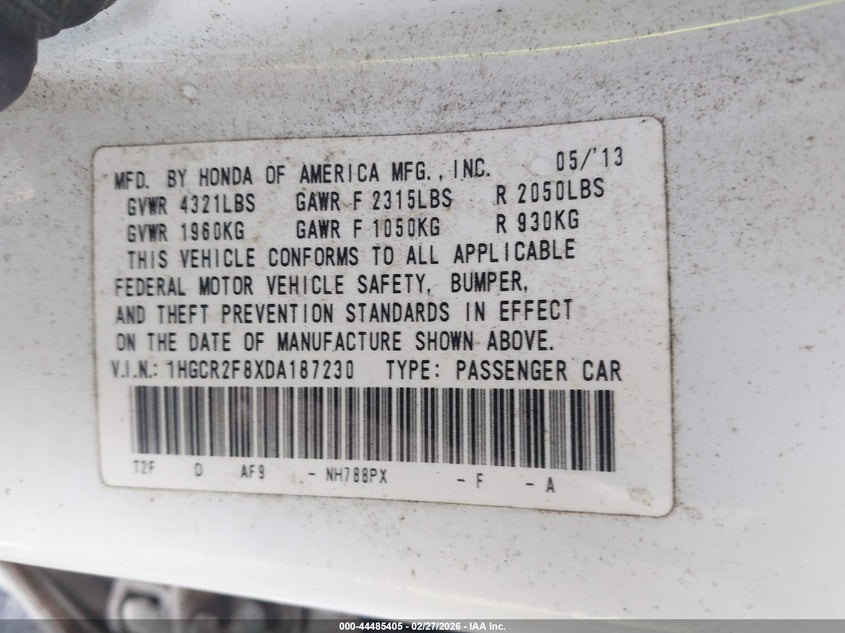 MFD. BY HONDA OF AMERICA MFG., INC. 05/'13
GVWR 4321LBS GAWR F 2315LBS R 2050LBS
GVWR 1960KG GAWR F 1050KG R 930KG
THIS VEHICLE CONFORMS TO ALL APPLICABLE
FEDERAL MOTOR VEHICLE SAFETY, BUMPER,
AND THEFT PREVENTION STANDARDS IN EFFECT
ON THE DATE OF MANUFACTURE SHOWN ABOVE.
V.I.N.: 1HGCR2F8XDA187230 TYPE: PASSENGER CAR
T2F D AF9 - NH788PX - F - A
000-44485405 - 02/27/2026 - IAA Inc.